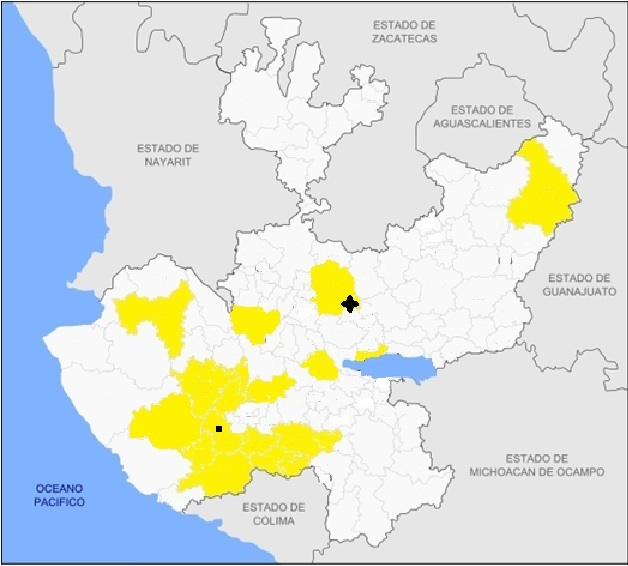 ESTADO DE
ZACATECAS
ESTADO DE
AGUASCALIENTES
ESTADO DE
NAYARIT
ESTADO DE
GUANAJUATO
ESTADO DE
MICHOACAN DE OCAMPO
OCEANO
PACIFICO
ESTADO DE
COLIMA